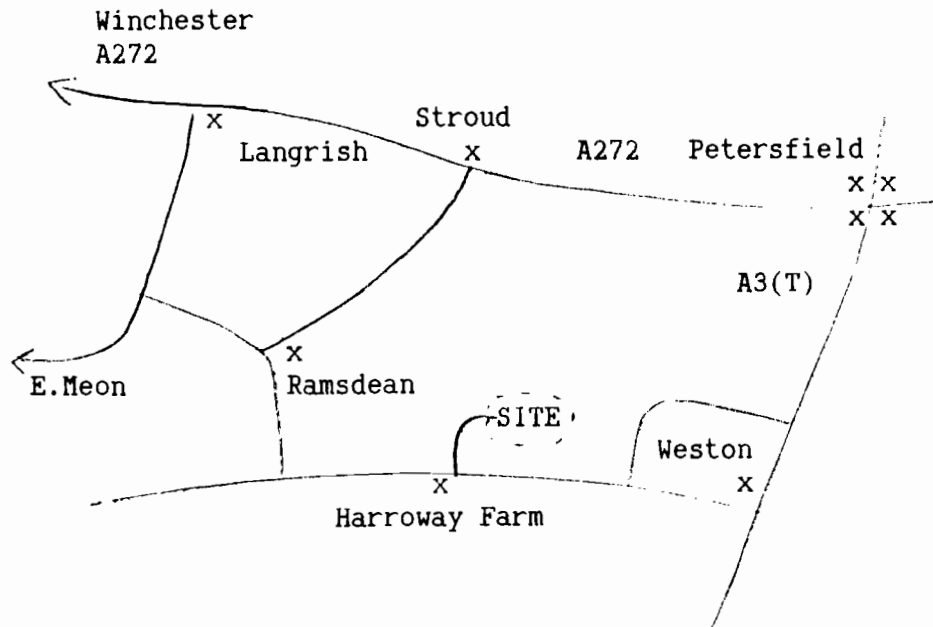 Winchester
A272
Stroud
Langrish
A272
Petersfield
X
X
X X
X X
A3(T)
X
E.Meon
Ramsdean
SITE
Weston
X
X
Harroway Farm